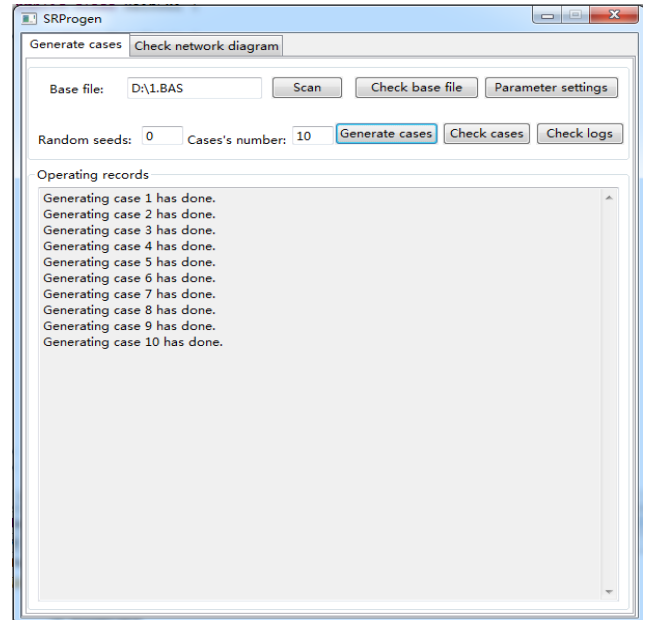 SRProgen
Generate cases Check network diagram
Base file: D:\1.BAS Scan Check base file Parameter settings
Random seeds: 0 Cases's number: 10 Generate cases Check cases Check logs
Operating records
Generating case 1 has done.
Generating case 2 has done.
Generating case 3 has done.
Generating case 4 has done.
Generating case 5 has done.
Generating case 6 has done.
Generating case 7 has done.
Generating case 8 has done.
Generating case 9 has done.
Generating case 10 has done.